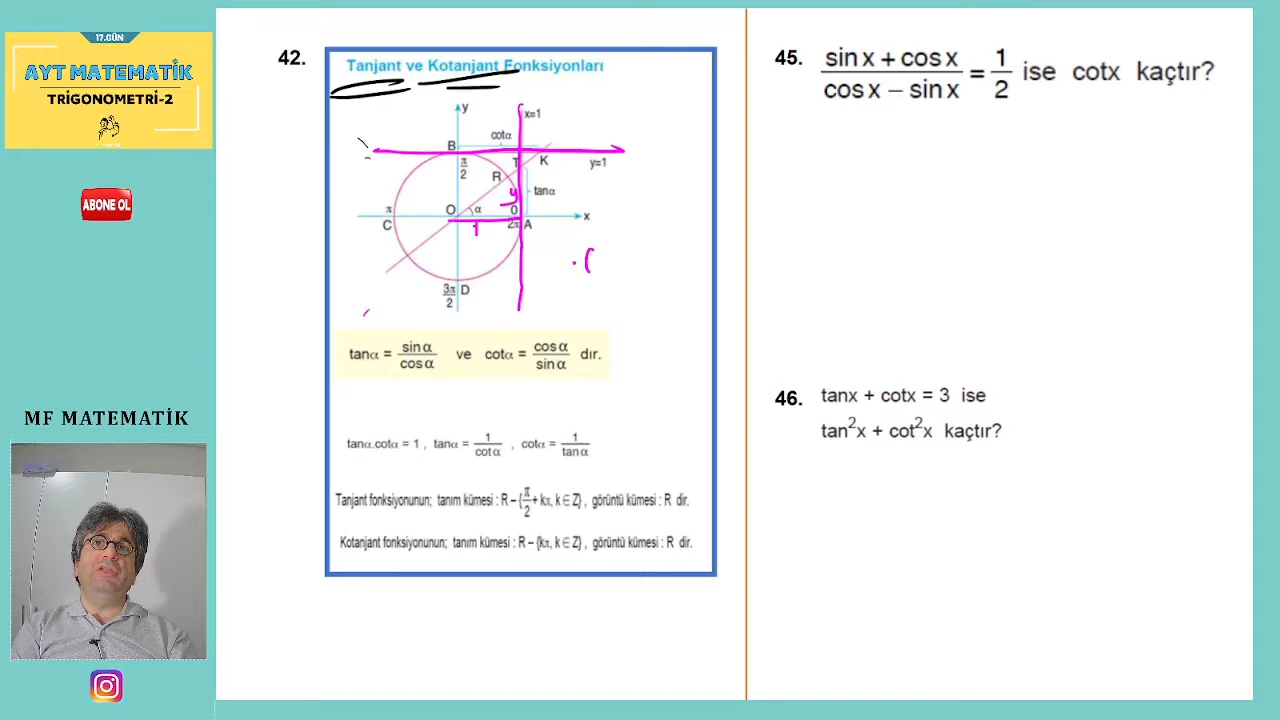 17.GÜN
AYT MATEMATİK
TRİGONOMETRİ-2
ABONE OL
MF MATEMATİK
42.
Tanjant ve Kotanjant Fonksiyonları
y
x=1
cotα
B
T
K
y=1
π/2
R
tanα
y
π
O
α
0
x
C
1
2π
A
3π/2
D
tanα = sinα/cosα ve cotα = cosα/sinα dır.
tanα.cotα = 1 , tanα = 1/cotα , cotα = 1/tanα
Tanjant fonksiyonunun; tanım kümesi : R – {π/2 + kπ, k ∈ Z} , görüntü kümesi : R dir.
Kotanjant fonksiyonunun; tanım kümesi : R – {kπ, k ∈ Z} , görüntü kümesi : R dir.
45.
sin x + cos x / cos x – sin x = 1/2 ise cotx kaçtır?
46.
tanx + cotx = 3 ise
tan²x + cot²x kaçtır?